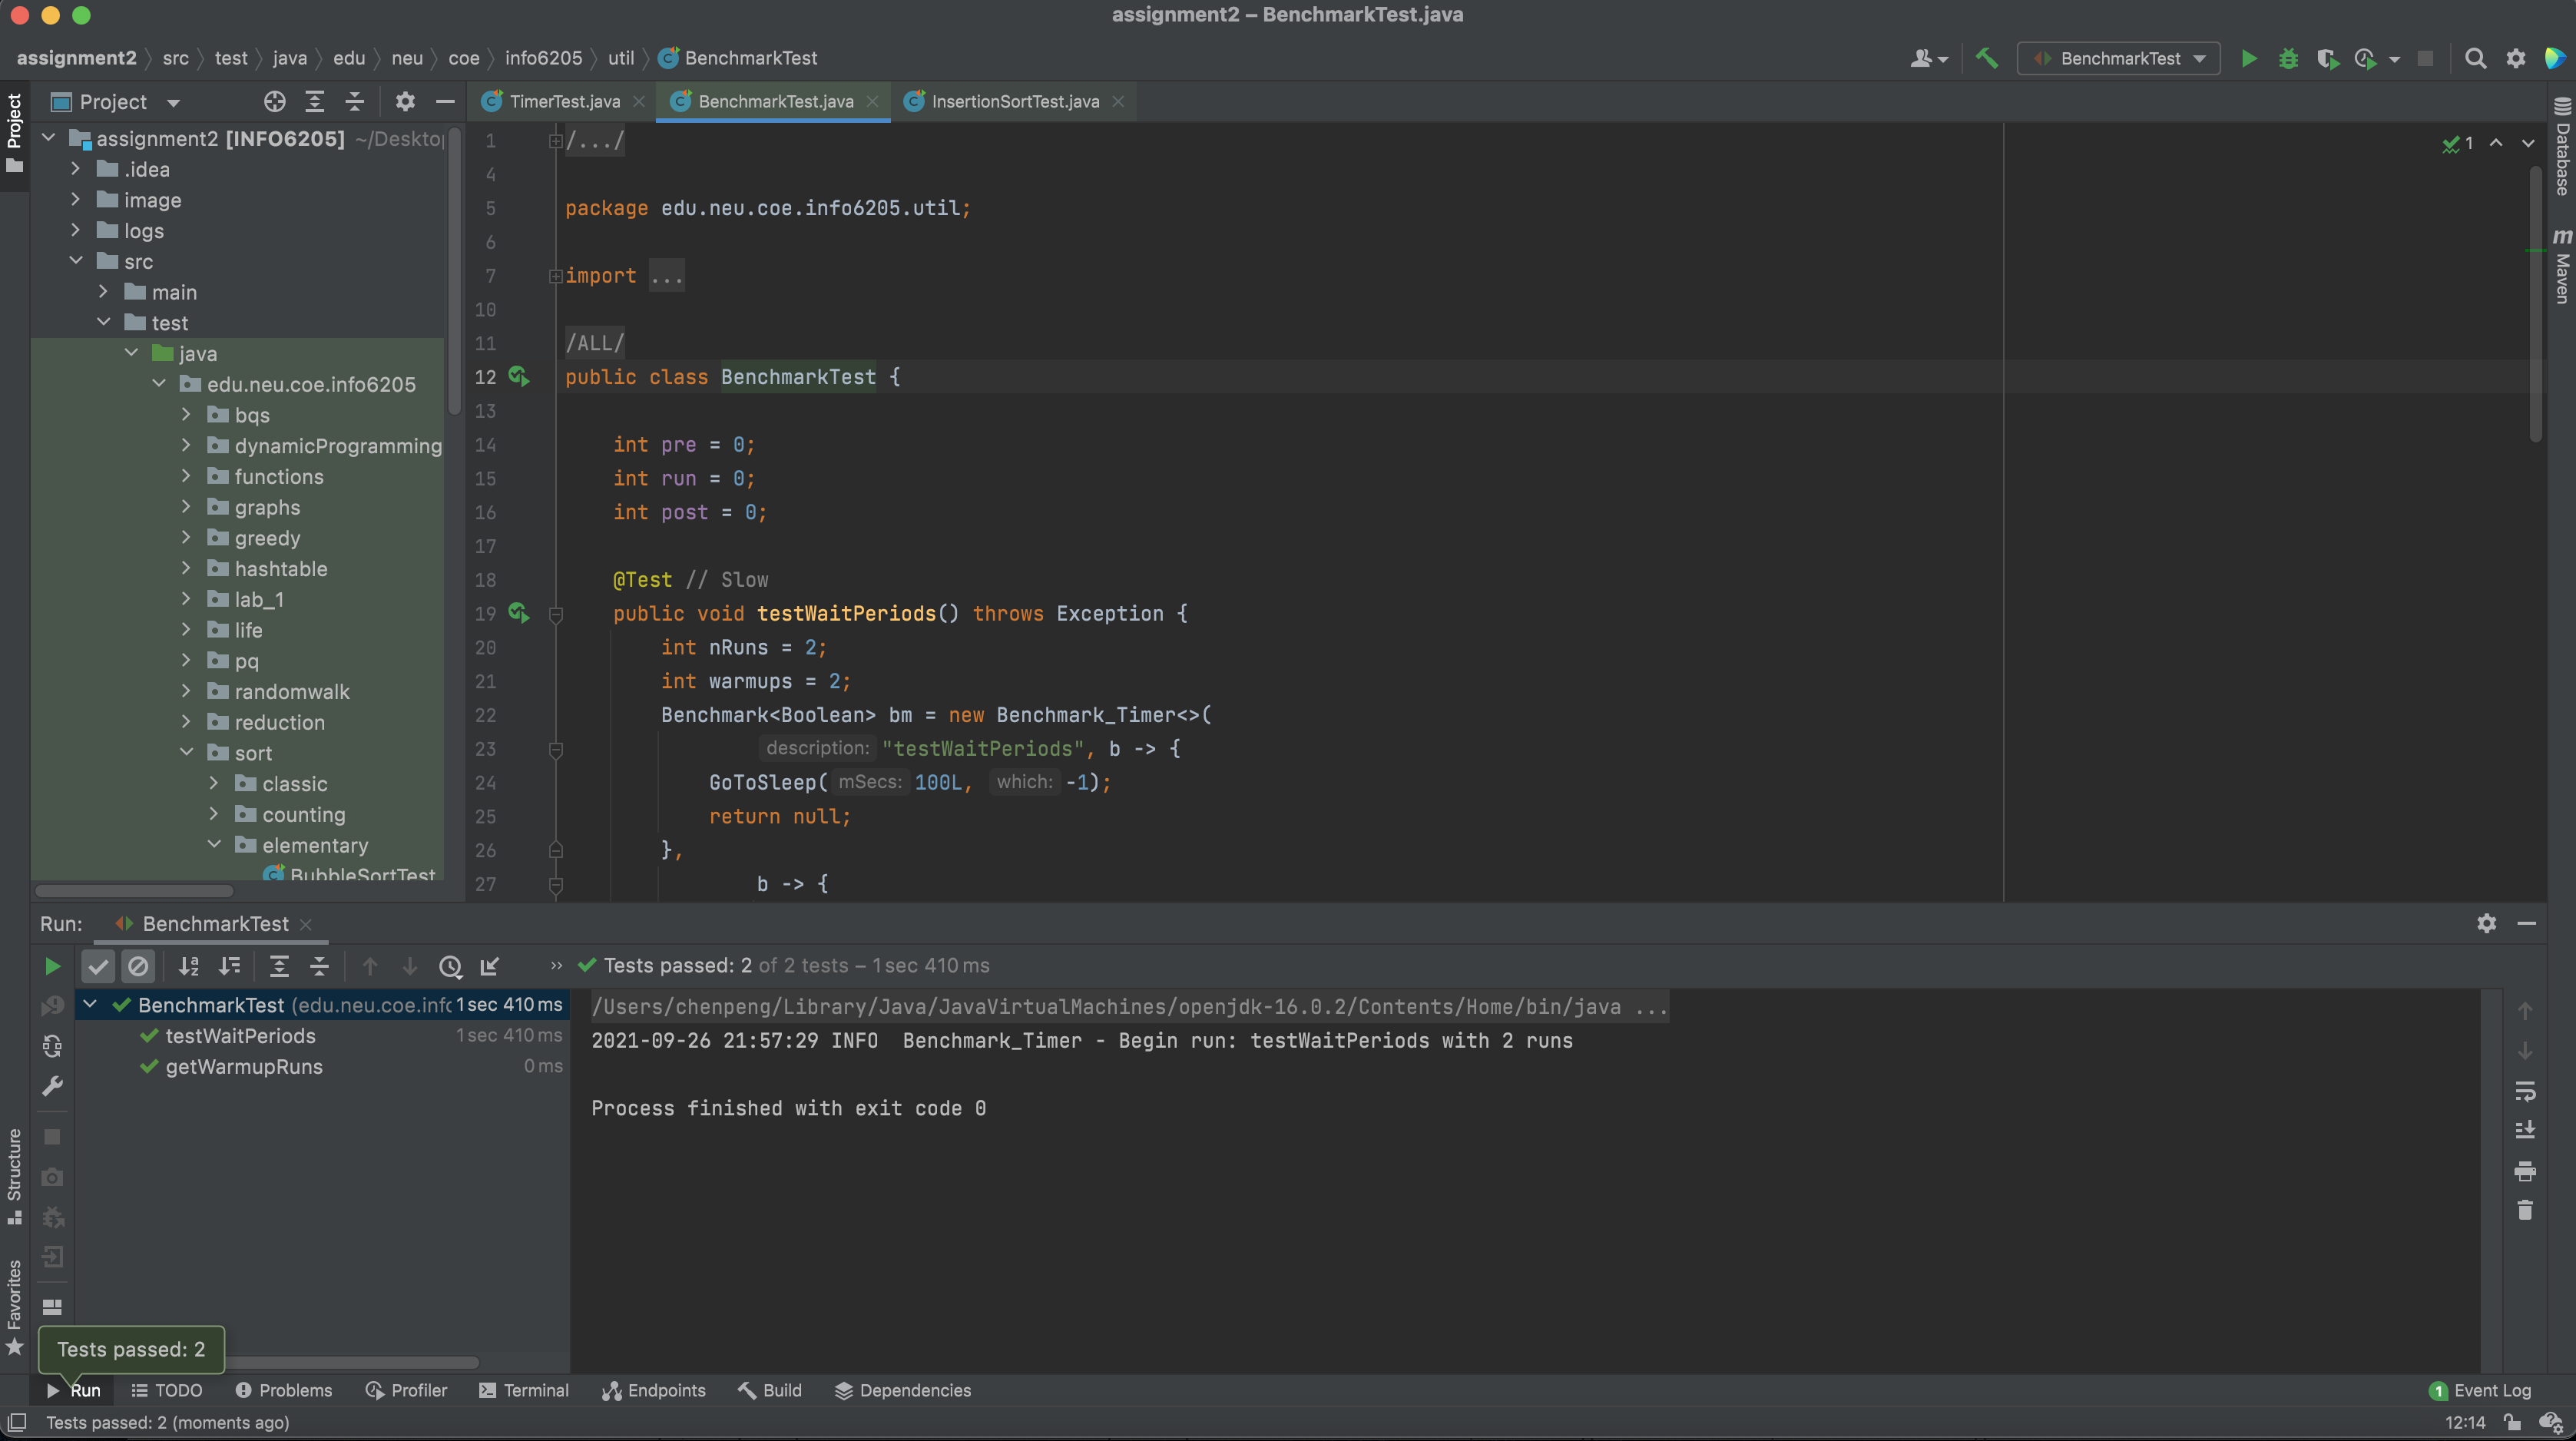 assignment2 – BenchmarkTest.java
assignment2 src test java edu neu coe info6205 util BenchmarkTest
BenchmarkTest
Project
Project
TimerTest.java
BenchmarkTest.java
InsertionSortTest.java
Database
Maven
assignment2 [INFO6205] ~/Deskto
.idea
image
logs
src
main
test
java
edu.neu.coe.info6205
bqs
dynamicProgramming
functions
graphs
greedy
hashtable
lab_1
life
pq
randomwalk
reduction
sort
classic
counting
elementary
BubbleSortTest
1 /.../
4
5 package edu.neu.coe.info6205.util;
6
7 import ...
10
11 /ALL/
12 public class BenchmarkTest {
13
14 int pre = 0;
15 int run = 0;
16 int post = 0;
17
18 @Test // Slow
19 public void testWaitPeriods() throws Exception {
20 int nRuns = 2;
21 int warmups = 2;
22 Benchmark<Boolean> bm = new Benchmark_Timer<>(
23 description: "testWaitPeriods", b -> {
24 GoToSleep( mSecs: 100L, which: -1);
25 return null;
26 },
27 b -> {
1
Run: BenchmarkTest
Tests passed: 2 of 2 tests – 1 sec 410 ms
BenchmarkTest (edu.neu.coe.info 1 sec 410 ms
testWaitPeriods 1 sec 410 ms
getWarmupRuns 0 ms
/Users/chenpeng/Library/Java/JavaVirtualMachines/openjdk-16.0.2/Contents/Home/bin/java ...
2021-09-26 21:57:29 INFO  Benchmark_Timer - Begin run: testWaitPeriods with 2 runs
Process finished with exit code 0
Structure
Favorites
Tests passed: 2
Run TODO Problems Profiler Terminal Endpoints Build Dependencies
1 Event Log
Tests passed: 2 (moments ago)
12:14